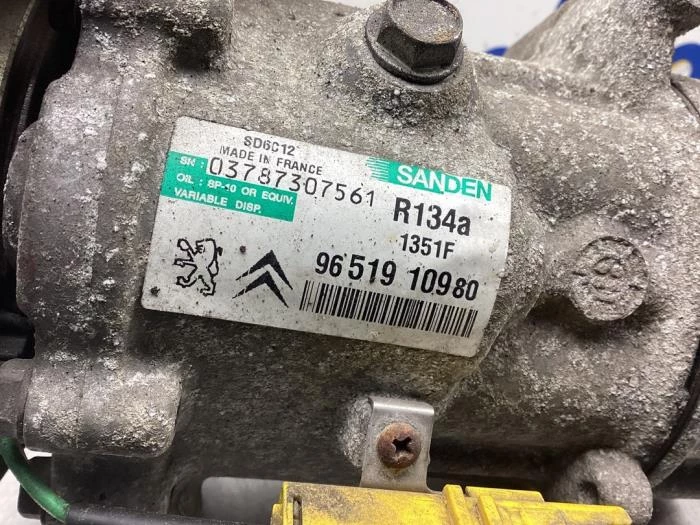 SD6C12
MADE IN FRANCE
SANDEN
SN: 03787307561
OIL: SP-10 OR EQUIV.
VARIABLE DISP.
R134a
1351F
96 519 109 80